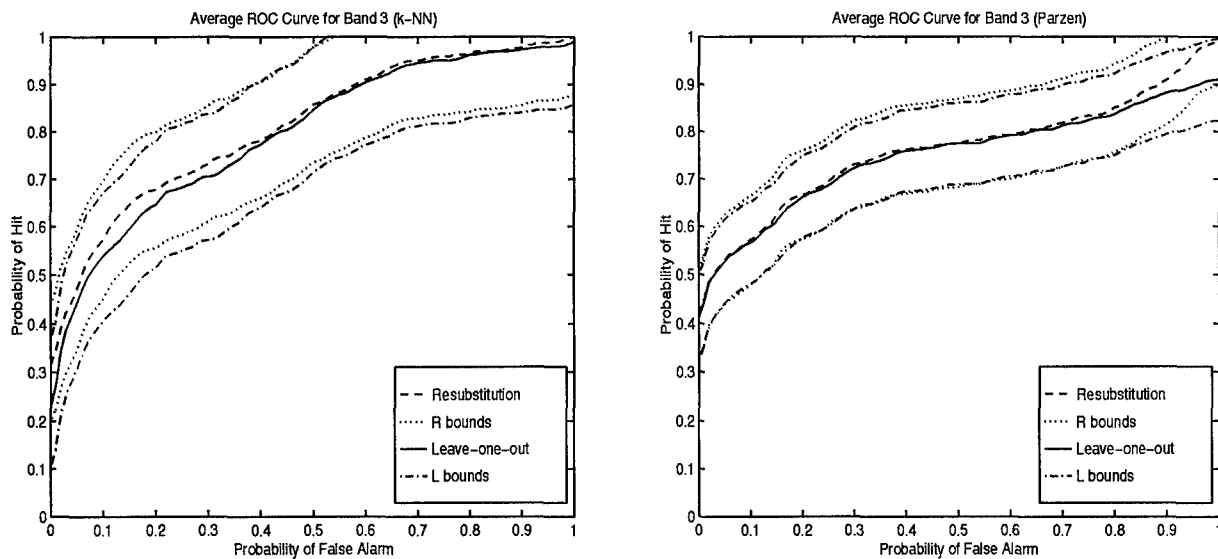 Average ROC Curve for Band 3 (k-NN)
1
0.9
0.8
0.7
0.6
0.5
0.4
0.3
0.2
0.1
0
Probability of Hit
Resubstitution
R bounds
Leave-one-out
L bounds
0 0.1 0.2 0.3 0.4 0.5 0.6 0.7 0.8 0.9 1
Probability of False Alarm
Average ROC Curve for Band 3 (Parzen)
1
0.9
0.8
0.7
0.6
0.5
0.4
0.3
0.2
0.1
0
Probability of Hit
Resubstitution
R bounds
Leave-one-out
L bounds
0 0.1 0.2 0.3 0.4 0.5 0.6 0.7 0.8 0.9 1
Probability of False Alarm